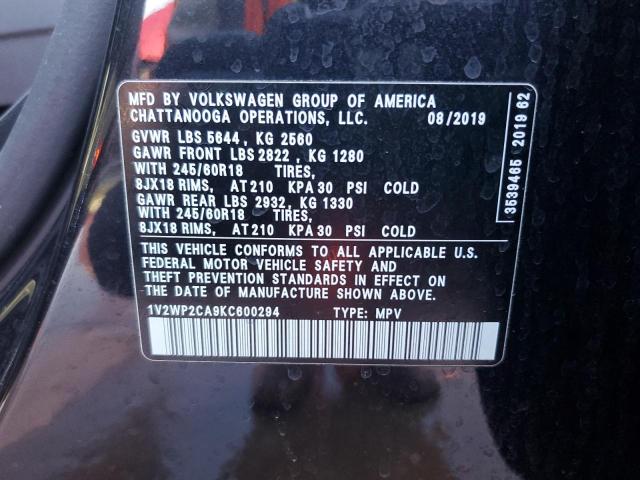 MFD BY VOLKSWAGEN GROUP OF AMERICA
CHATTANOOGA OPERATIONS, LLC. 08/2019
GVWR LBS 5644 , KG 2560
GAWR FRONT LBS 2822 , KG 1280
WITH 245/60R18 TIRES,
8JX18 RIMS, AT 210 KPA 30 PSI COLD
GAWR REAR LBS 2932, KG 1330
WITH 245/60R18 TIRES,
8JX18 RIMS, AT 210 KPA 30 PSI COLD
THIS VEHICLE CONFORMS TO ALL APPLICABLE U.S.
FEDERAL MOTOR VEHICLE SAFETY AND
THEFT PREVENTION STANDARDS IN EFFECT ON
THE DATE OF MANUFACTURE SHOWN ABOVE.
1V2WP2CA9KC600294 TYPE: MPV
3539465 2019 62